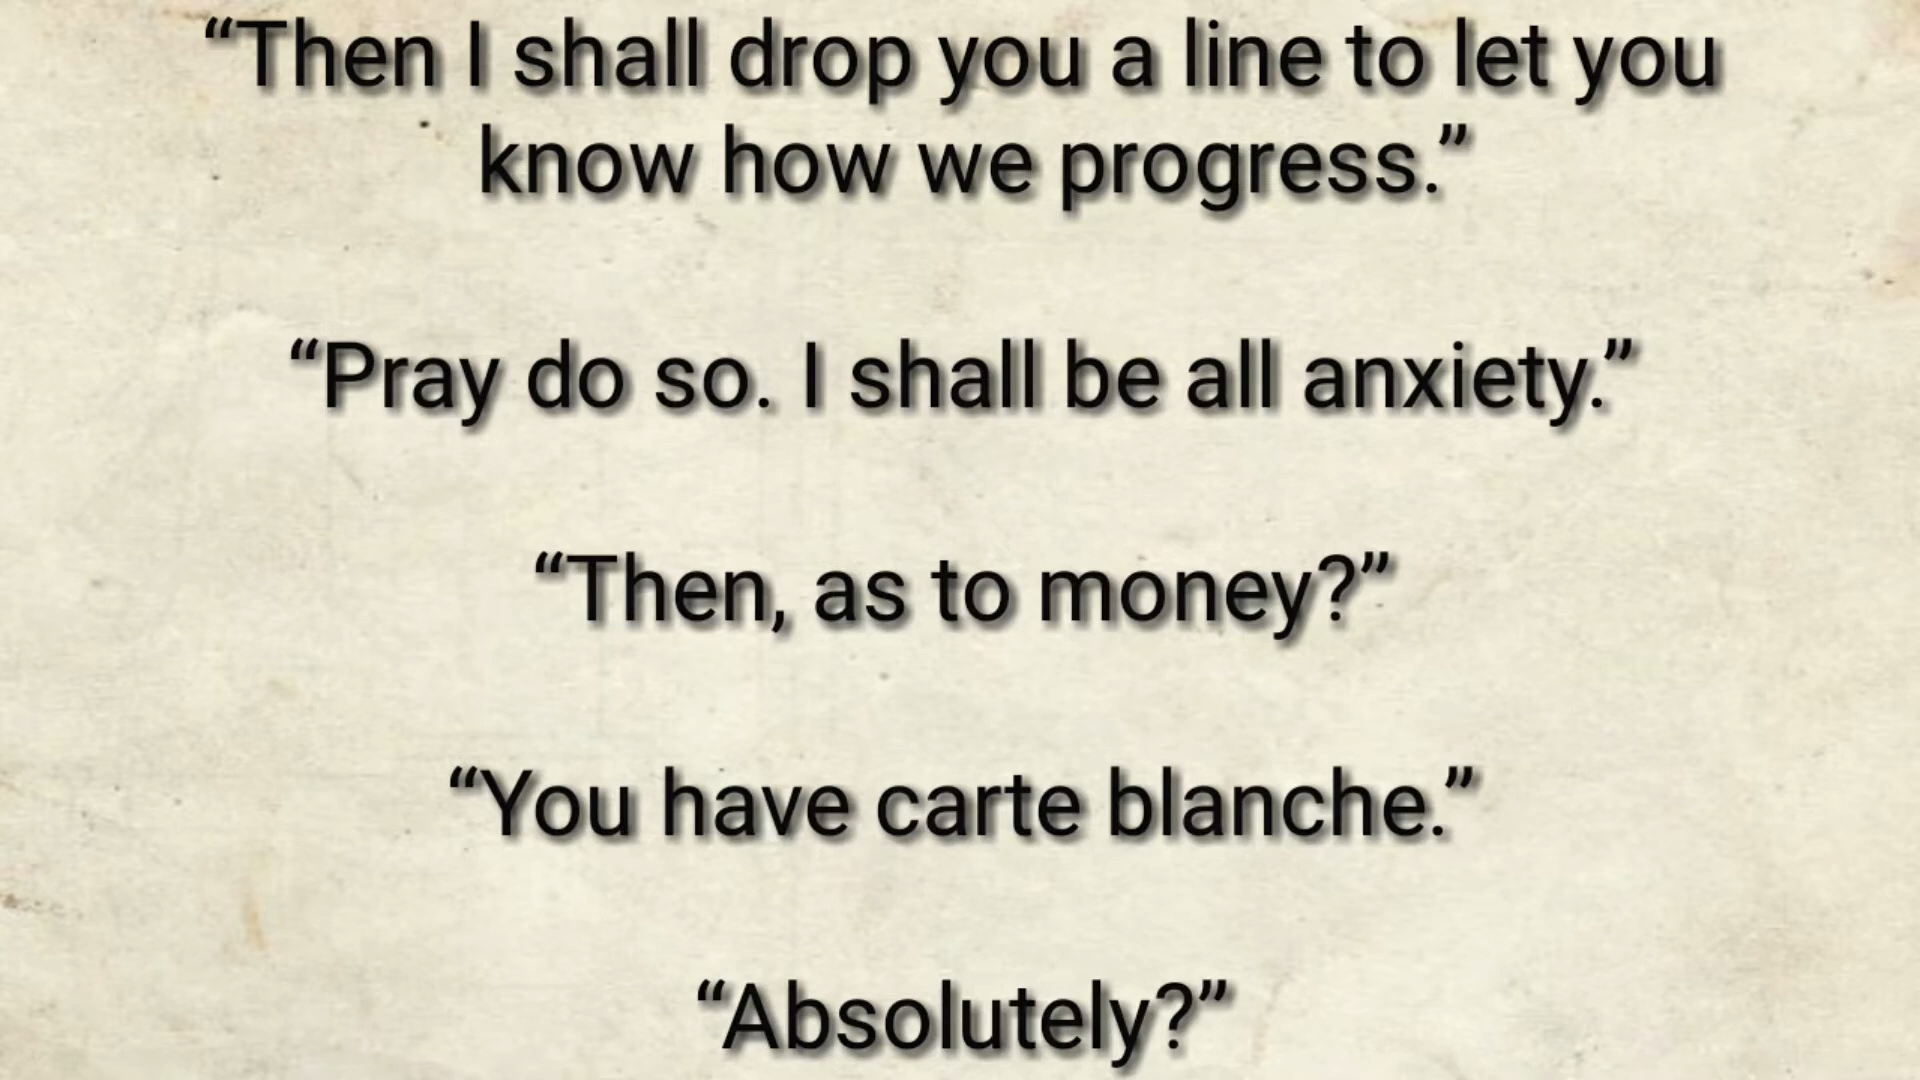 “Then I shall drop you a line to let you
know how we progress.”
“Pray do so. I shall be all anxiety.”
“Then, as to money?”
“You have carte blanche.”
“Absolutely?”